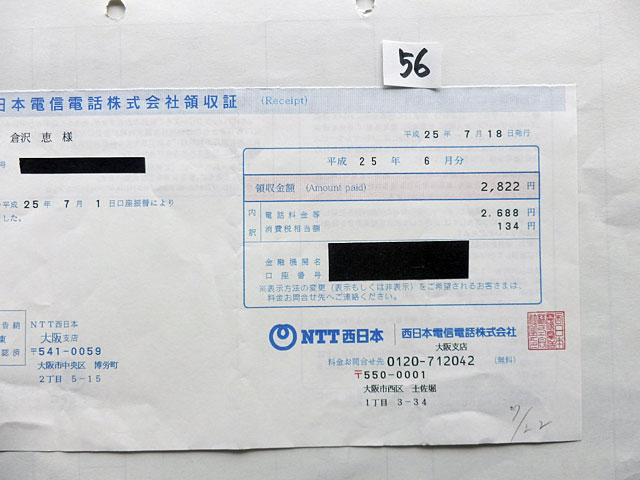 56
日本電信電話株式会社領収証 (Receipt)
倉沢 恵 様
平成 25 年 7 月 18 日発行
号
平成 25 年 6 月分
領収金額 (Amount paid) 2,822 円
平成 25 年 7 月 1 日口座振替により
した。
内訳
電話料金等 2,688 円
消費税相当額 134 円
金融機関名
口座番号
※表示方法の変更(表示もしくは非表示)をご希望されるお客さまは、
料金お問合せ先へご連絡ください。
告納
認済
NTT西日本
大阪支店
〒541-0059
大阪市中央区 博労町
2丁目 5-15
NTT西日本 西日本電信電話株式会社
大阪支店
料金お問合せ先 0120-712042 (無料)
〒550-0001
大阪市西区 土佐堀
1丁目 3-34
7/22